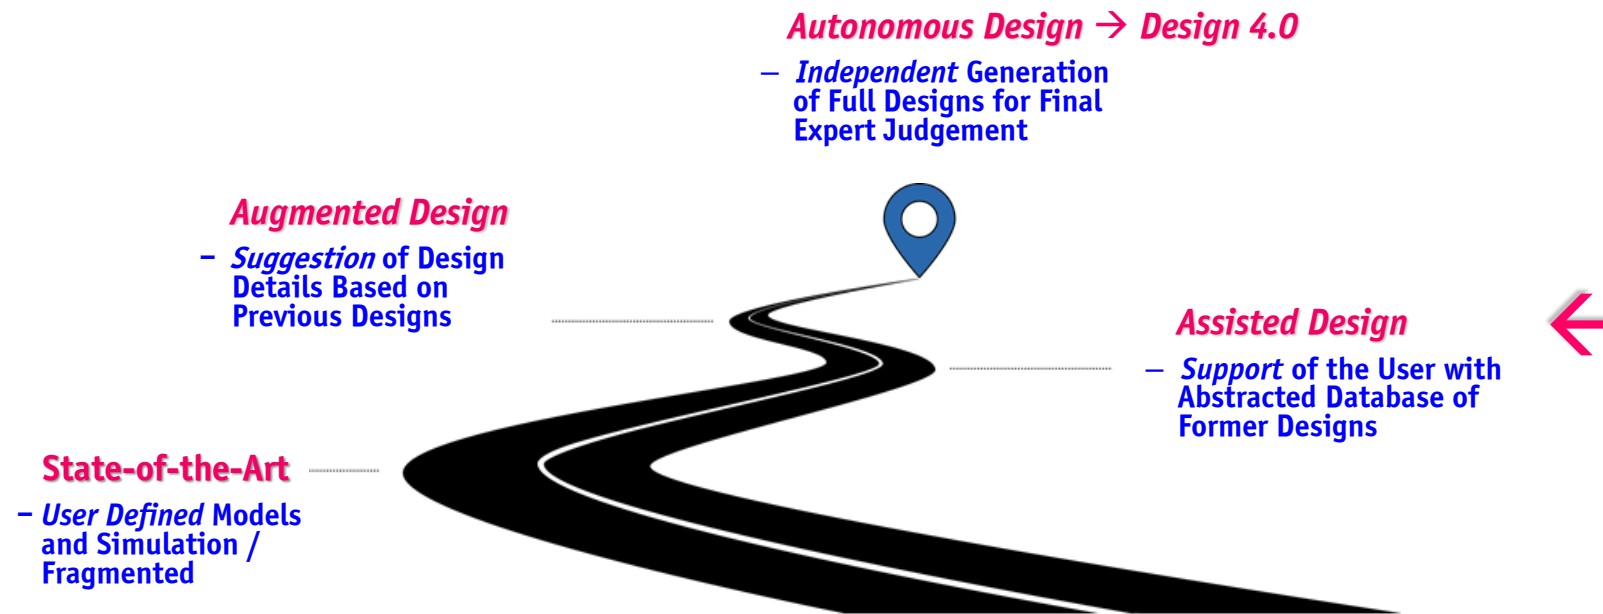 Autonomous Design → Design 4.0
– Independent Generation
of Full Designs for Final
Expert Judgement
Augmented Design
– Suggestion of Design
Details Based on
Previous Designs
Assisted Design
– Support of the User with
Abstracted Database of
Former Designs
State-of-the-Art
– User Defined Models
and Simulation /
Fragmented